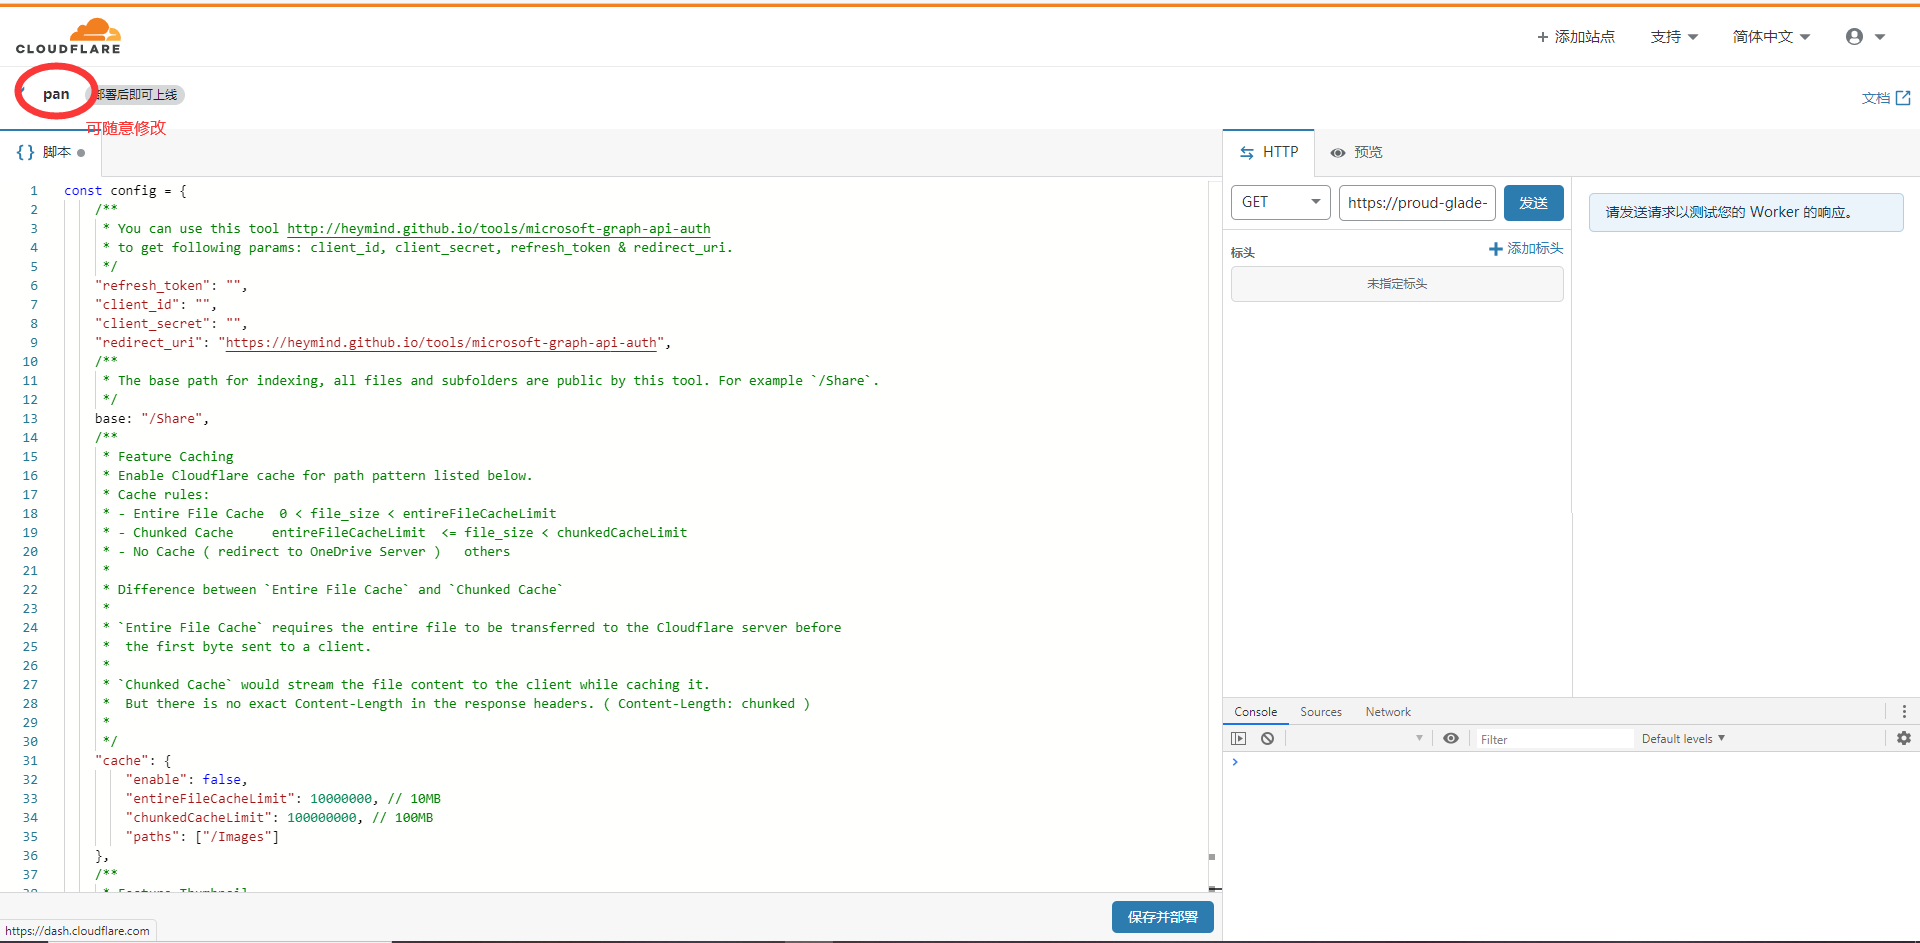 CLOUDFLARE
添加站点
支持
简体中文
pan
部署后即可上线
文档
可随意修改
{} 脚本
1 const config = {
2 /**
3 * You can use this tool http://heymind.github.io/tools/microsoft-graph-api-auth
4 * to get following params: client_id, client_secret, refresh_token & redirect_uri.
5 */
6 "refresh_token": "",
7 "client_id": "",
8 "client_secret": "",
9 "redirect_uri": "https://heymind.github.io/tools/microsoft-graph-api-auth",
10 /**
11 * The base path for indexing, all files and subfolders are public by this tool. For example `/Share`.
12 */
13 base: "/Share",
14 /**
15 * Feature Caching
16 * Enable Cloudflare cache for path pattern listed below.
17 * Cache rules:
18 * - Entire File Cache  0 < file_size < entireFileCacheLimit
19 * - Chunked Cache     entireFileCacheLimit  <= file_size < chunkedCacheLimit
20 * - No Cache ( redirect to OneDrive Server )   others
21 *
22 * Difference between `Entire File Cache` and `Chunked Cache`
23 *
24 * `Entire File Cache` requires the entire file to be transferred to the Cloudflare server before
25 *  the first byte sent to a client.
26 *
27 * `Chunked Cache` would stream the file content to the client while caching it.
28 *  But there is no exact Content-Length in the response headers. ( Content-Length: chunked )
29 *
30 */
31 "cache": {
32 "enable": false,
33 "entireFileCacheLimit": 10000000, // 10MB
34 "chunkedCacheLimit": 100000000, // 100MB
35 "paths": ["/Images"]
36 },
37 /**
38 * Feature Thumbnail
保存并部署
https://dash.cloudflare.com
HTTP
预览
GET
https://proud-glade-
发送
标头
添加标头
未指定标头
请发送请求以测试您的 Worker 的响应。
Console
Sources
Network
Filter
Default levels